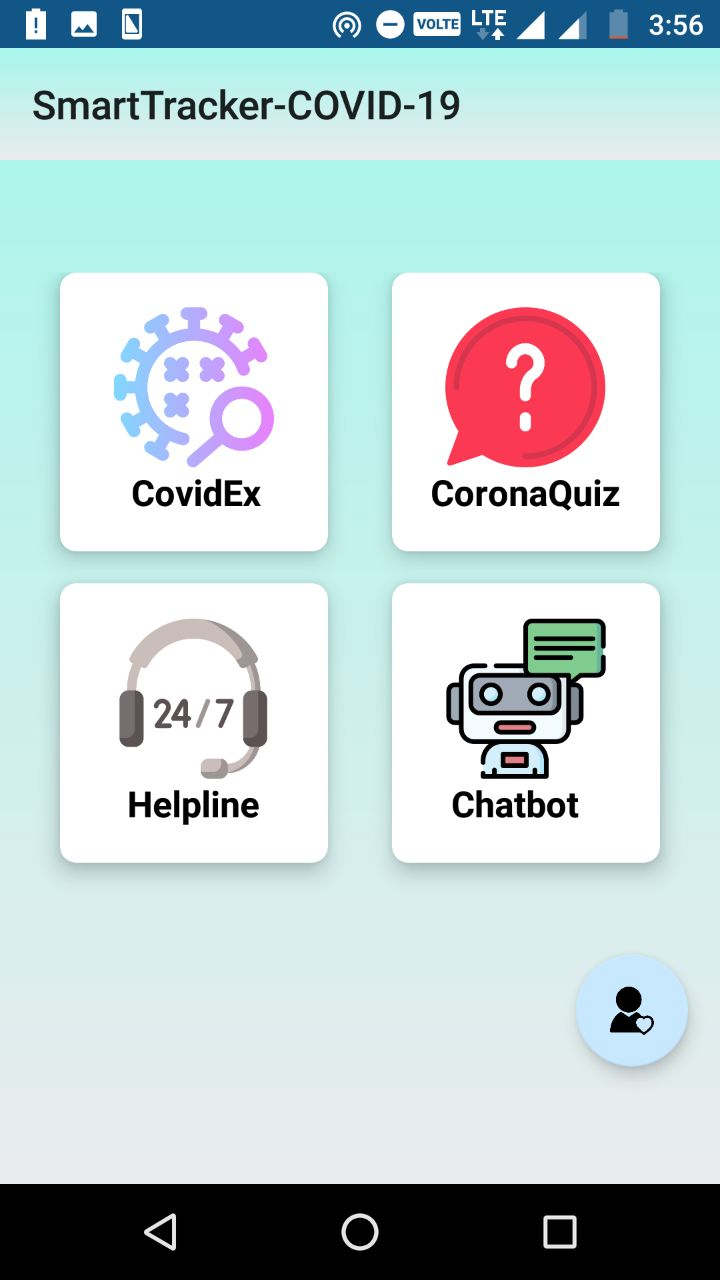 VOLTE LTE 3:56
SmartTracker-COVID-19
CovidEx CoronaQuiz
24/7
Helpline Chatbot